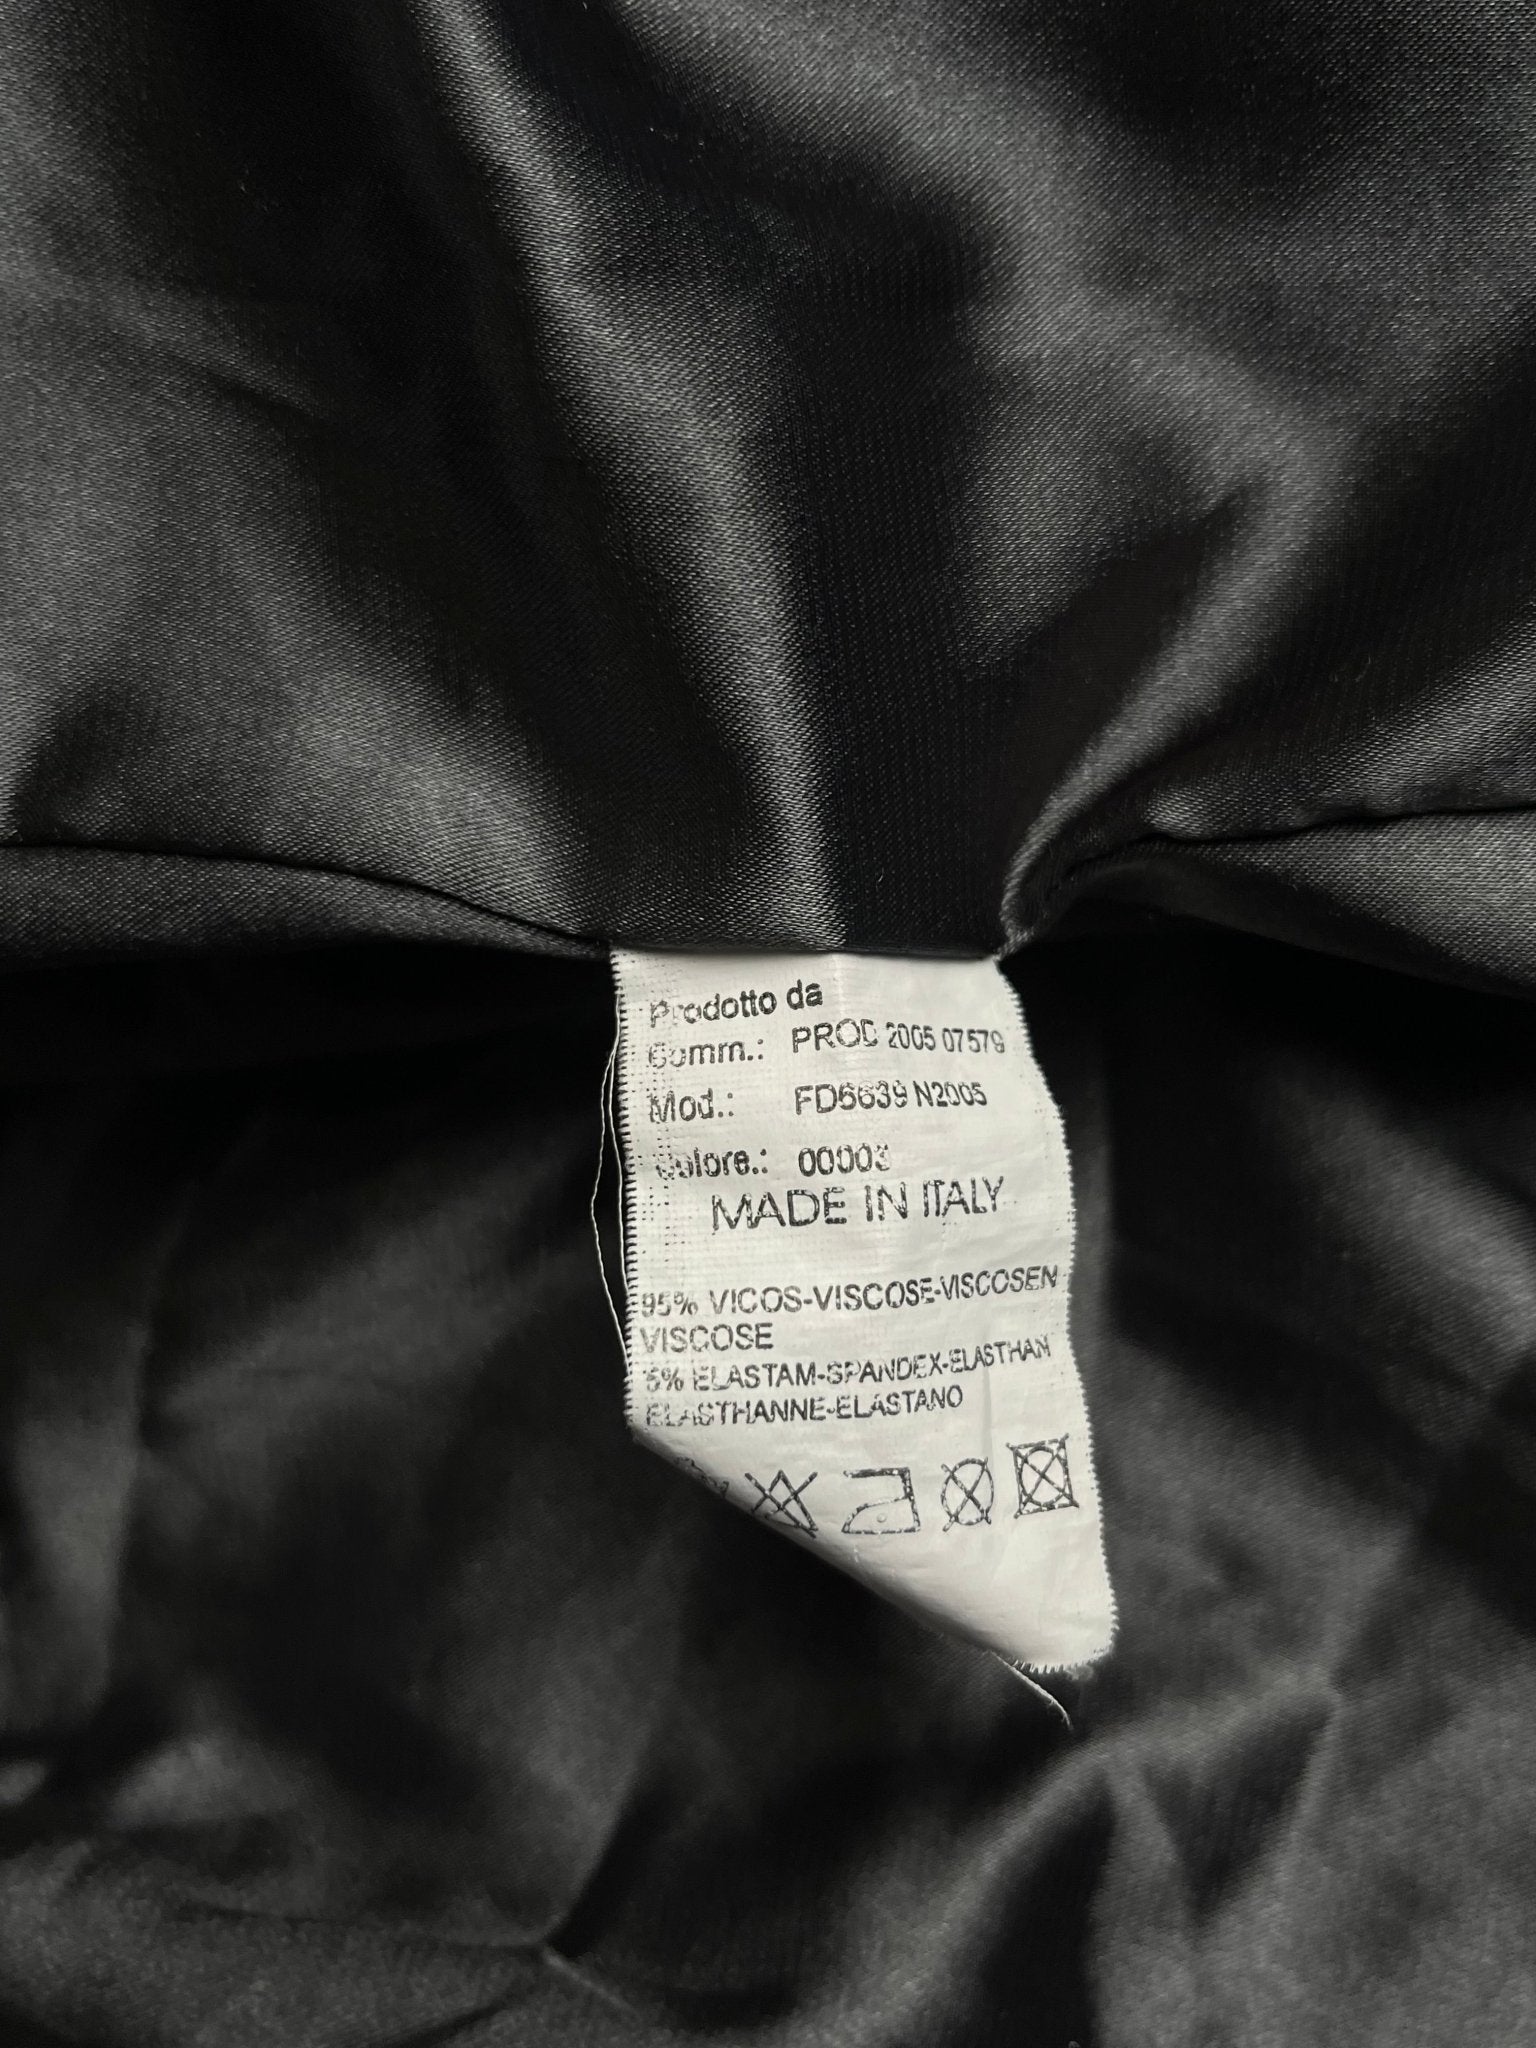 Prodotto da
Comm.: PROD 2005 07579
Mod.: FD6639 N2005
Colore.: 00003
MADE IN ITALY
95% VICOS-VISCOSE-VISCOSEN
VISCOSE
5% ELASTAM-SPANDEX-ELASTHAN
ELASTHANNE-ELASTANO